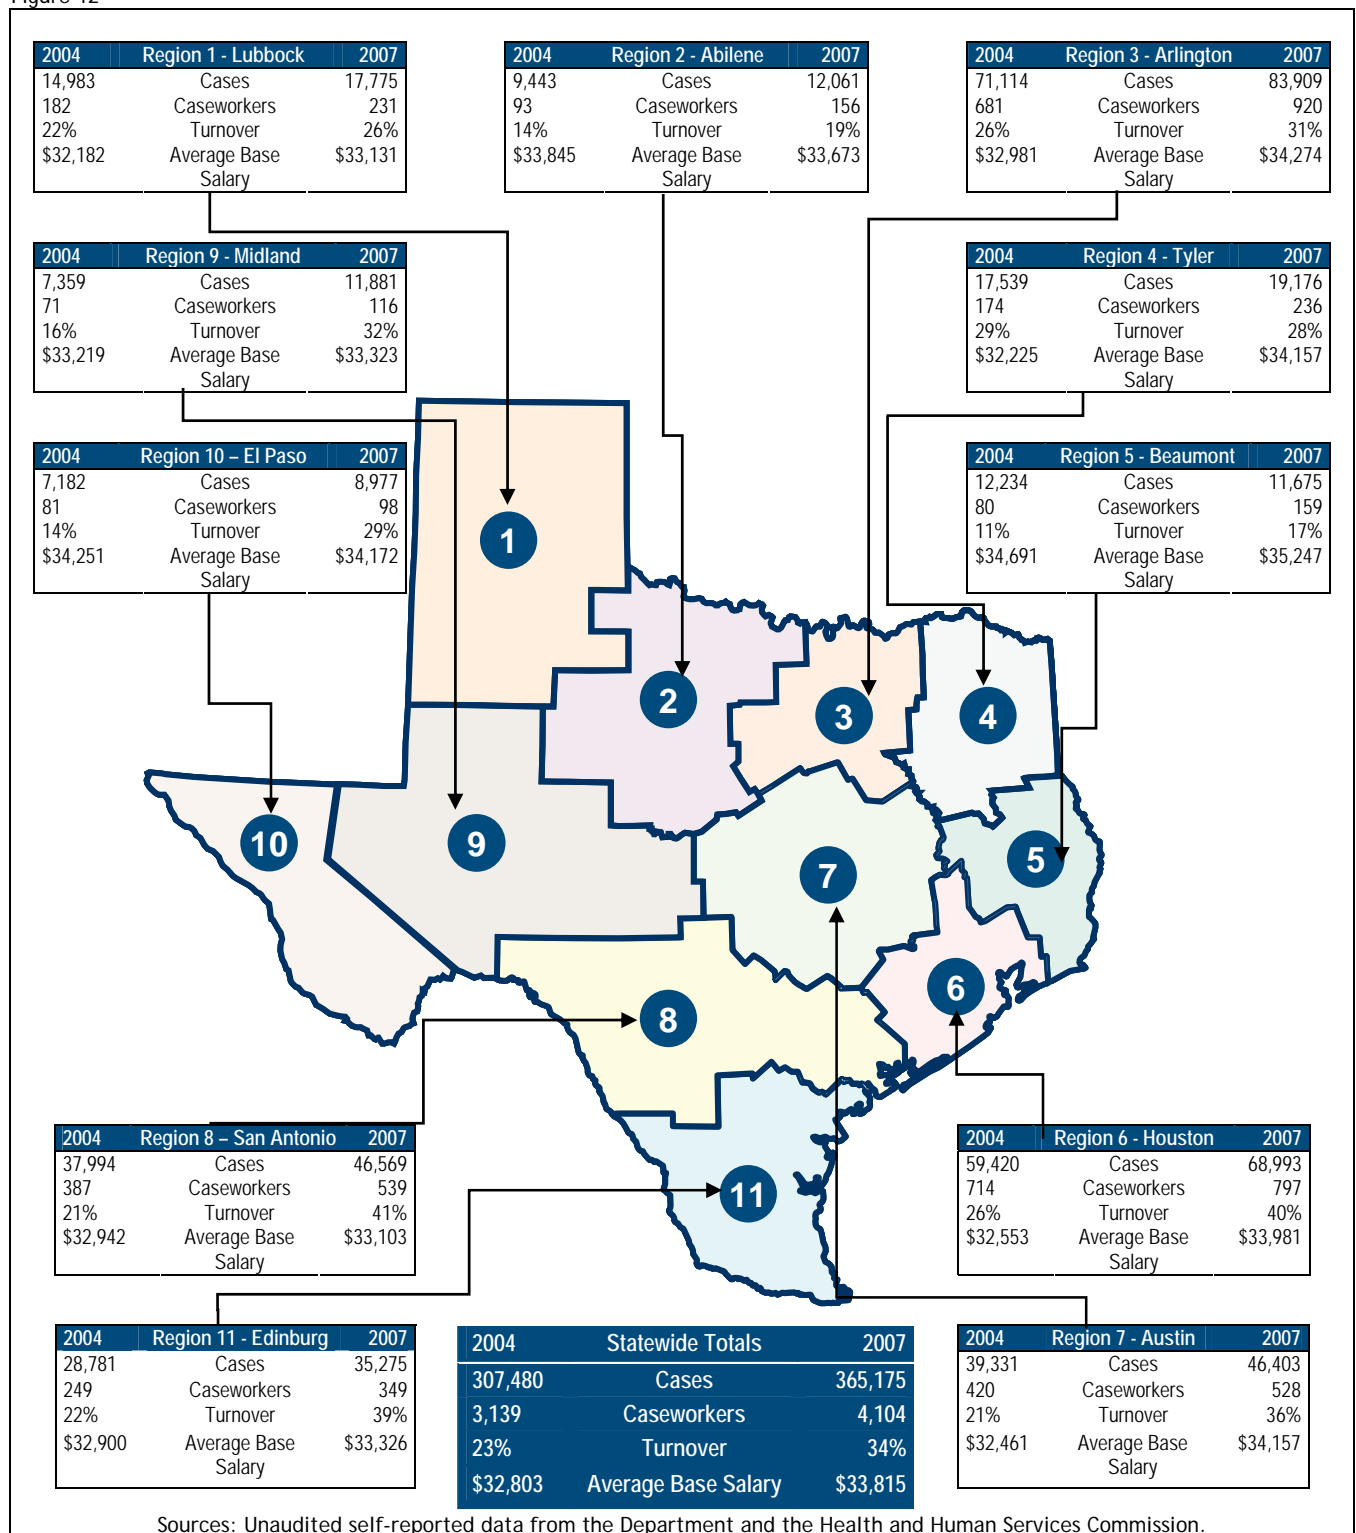 Figure 12
2004 Region 1 - Lubbock 2007
14,983 Cases 17,775
182 Caseworkers 231
22% Turnover 26%
$32,182 Average Base $33,131
Salary
2004 Region 2 - Abilene 2007
9,443 Cases 12,061
93 Caseworkers 156
14% Turnover 19%
$33,845 Average Base $33,673
Salary
2004 Region 3 - Arlington 2007
71,114 Cases 83,909
681 Caseworkers 920
26% Turnover 31%
$32,981 Average Base $34,274
Salary
2004 Region 9 - Midland 2007
7,359 Cases 11,881
71 Caseworkers 116
16% Turnover 32%
$33,219 Average Base $33,323
Salary
2004 Region 4 - Tyler 2007
17,539 Cases 19,176
174 Caseworkers 236
29% Turnover 28%
$32,225 Average Base $34,157
Salary
2004 Region 10 – El Paso 2007
7,182 Cases 8,977
81 Caseworkers 98
14% Turnover 29%
$34,251 Average Base $34,172
Salary
2004 Region 5 - Beaumont 2007
12,234 Cases 11,675
80 Caseworkers 159
11% Turnover 17%
$34,691 Average Base $35,247
Salary
1
2
3
4
10
9
7
5
6
8
11
2004 Region 8 – San Antonio 2007
37,994 Cases 46,569
387 Caseworkers 539
21% Turnover 41%
$32,942 Average Base $33,103
Salary
2004 Region 6 - Houston 2007
59,420 Cases 68,993
714 Caseworkers 797
26% Turnover 40%
$32,553 Average Base $33,981
Salary
2004 Region 11 - Edinburg 2007
28,781 Cases 35,275
249 Caseworkers 349
22% Turnover 39%
$32,900 Average Base $33,326
Salary
2004 Statewide Totals 2007
307,480 Cases 365,175
3,139 Caseworkers 4,104
23% Turnover 34%
$32,803 Average Base Salary $33,815
2004 Region 7 - Austin 2007
39,331 Cases 46,403
420 Caseworkers 528
21% Turnover 36%
$32,461 Average Base $34,157
Salary
Sources: Unaudited self-reported data from the Department and the Health and Human Services Commission.